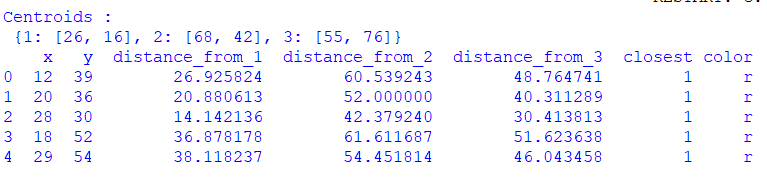 Centroids :
{1: [26, 16], 2: [68, 42], 3: [55, 76]}
x y distance_from_1 distance_from_2 distance_from_3 closest color
0 12 39 26.925824 60.539243 48.764741 1 r
1 20 36 20.880613 52.000000 40.311289 1 r
2 28 30 14.142136 42.379240 30.413813 1 r
3 18 52 36.878178 61.611687 51.623638 1 r
4 29 54 38.118237 54.451814 46.043458 1 r